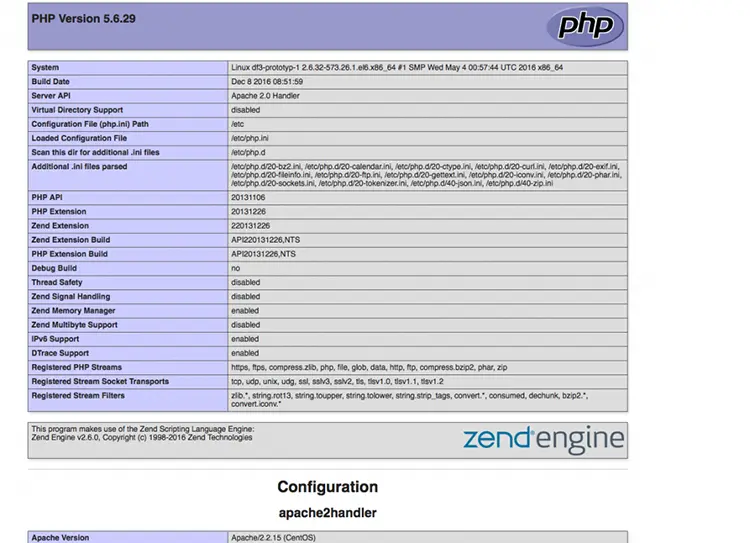 PHP Version 5.6.29
php
System Linux df3-prototyp-1 2.6.32-573.26.1.el6.x86_64 #1 SMP Wed May 4 00:57:44 UTC 2016 x86_64
Build Date Dec 8 2016 08:51:59
Server API Apache 2.0 Handler
Virtual Directory Support disabled
Configuration File (php.ini) Path /etc
Loaded Configuration File /etc/php.ini
Scan this dir for additional .ini files /etc/php.d
Additional .ini files parsed /etc/php.d/20-bz2.ini, /etc/php.d/20-calendar.ini, /etc/php.d/20-ctype.ini, /etc/php.d/20-curl.ini, /etc/php.d/20-exif.ini,
/etc/php.d/20-fileinfo.ini, /etc/php.d/20-ftp.ini, /etc/php.d/20-gettext.ini, /etc/php.d/20-iconv.ini, /etc/php.d/20-phar.ini,
/etc/php.d/20-sockets.ini, /etc/php.d/20-tokenizer.ini, /etc/php.d/40-json.ini, /etc/php.d/40-zip.ini
PHP API 20131106
PHP Extension 20131226
Zend Extension 220131226
Zend Extension Build API220131226,NTS
PHP Extension Build API20131226,NTS
Debug Build no
Thread Safety disabled
Zend Signal Handling disabled
Zend Memory Manager enabled
Zend Multibyte Support disabled
IPv6 Support enabled
DTrace Support enabled
Registered PHP Streams https, ftps, compress.zlib, php, file, glob, data, http, ftp, compress.bzip2, phar, zip
Registered Stream Socket Transports tcp, udp, unix, udg, ssl, sslv3, sslv2, tls, tlsv1.0, tlsv1.1, tlsv1.2
Registered Stream Filters zlib.*, string.rot13, string.toupper, string.tolower, string.strip_tags, convert.*, consumed, dechunk, bzip2.*,
convert.iconv.*
This program makes use of the Zend Scripting Language Engine:
Zend Engine v2.6.0, Copyright (c) 1998-2016 Zend Technologies
zend engine
Configuration
apache2handler
Apache Version Apache/2.2.15 (CentOS)